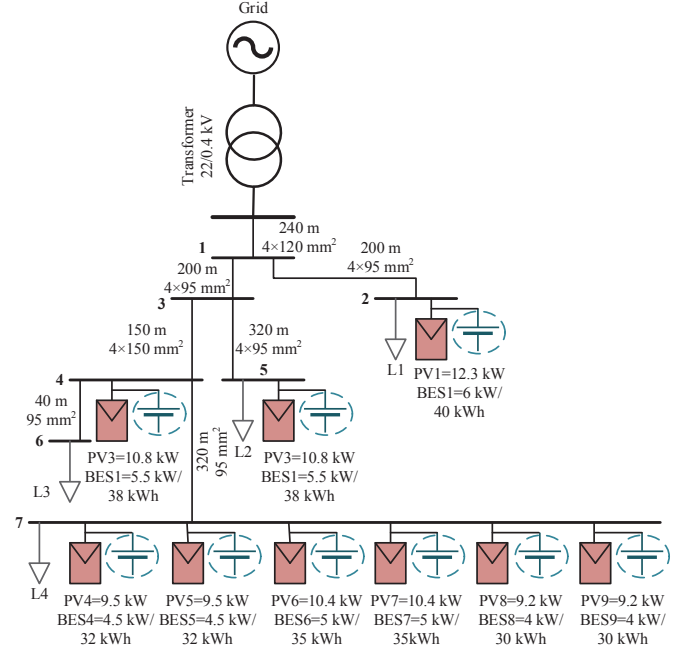 Grid
Transformer
22/0.4 kV
240 m
4×120 mm²
1
200 m
4×95 mm²
200 m
4×95 mm²
3
2
L1
PV1=12.3 kW
BES1=6 kW/
40 kWh
150 m
4×150 mm²
320 m
4×95 mm²
4
5
40 m
95 mm²
6
L3
PV3=10.8 kW
BES1=5.5 kW/
38 kWh
320 m
95 mm²
L2
PV3=10.8 kW
BES1=5.5 kW/
38 kWh
7
L4
PV4=9.5 kW
BES4=4.5 kW/
32 kWh
PV5=9.5 kW
BES5=4.5 kW/
32 kWh
PV6=10.4 kW
BES6=5 kW/
35 kWh
PV7=10.4 kW
BES7=5 kW/
35kWh
PV8=9.2 kW
BES8=4 kW/
30 kWh
PV9=9.2 kW
BES9=4 kW/
30 kWh